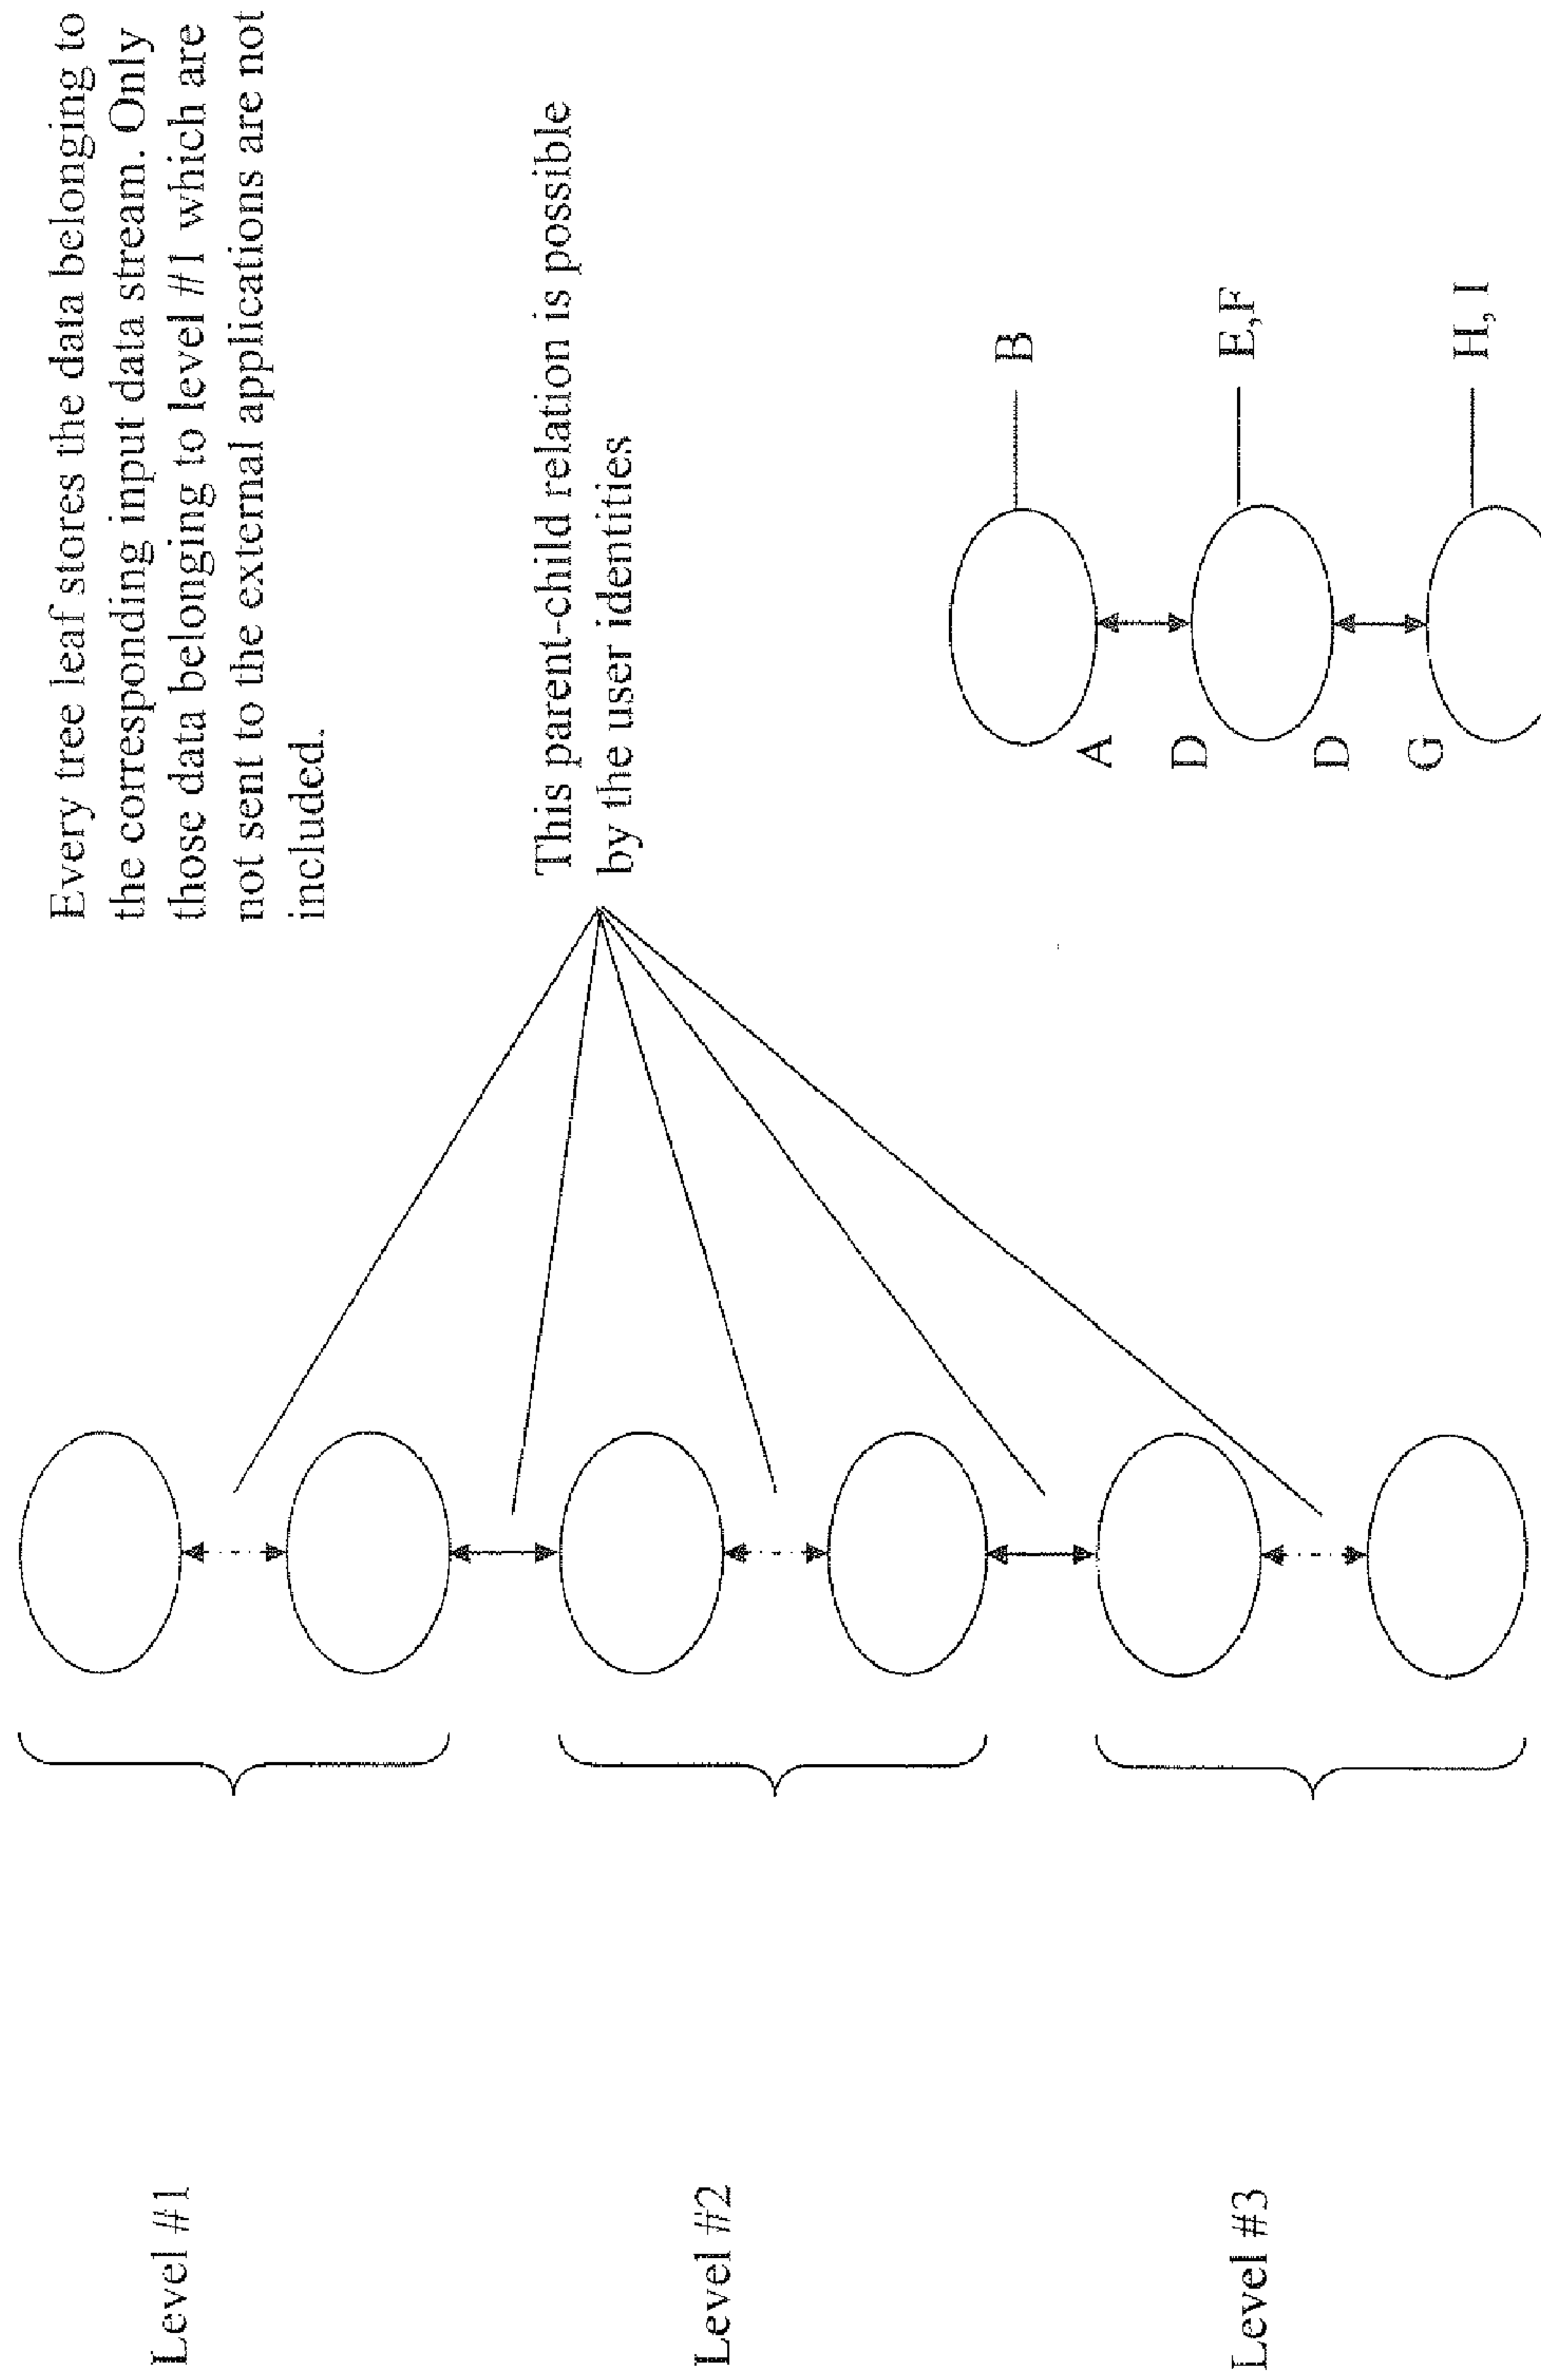 Every tree leaf stores the data belonging to
the corresponding input data stream. Only
those data belonging to level #1 which are
not sent to the external applications are not
included.
This parent-child relation is possible
by the user identities
Level #1
Level #2
Level #3
B
A
D
E,F
D
G
H, I